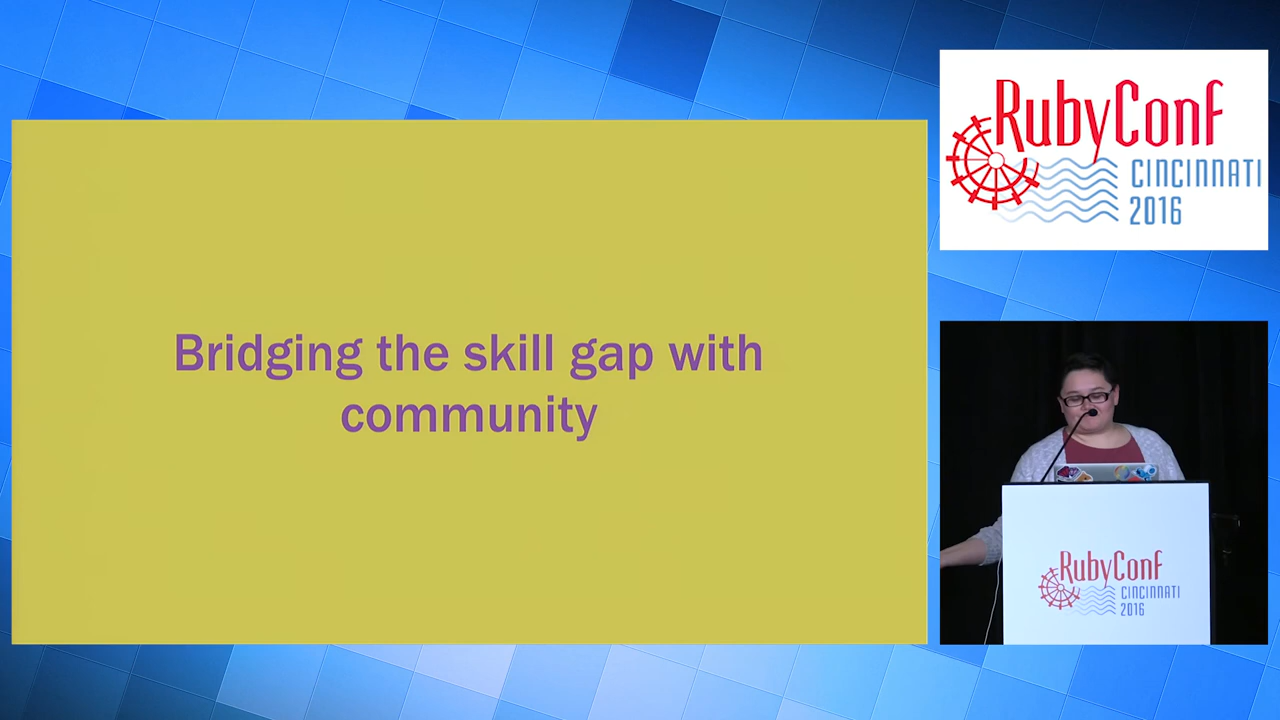 Bridging the skill gap with
community
RubyConf
CINCINNATI
2016
RubyConf
CINCINNATI
2016